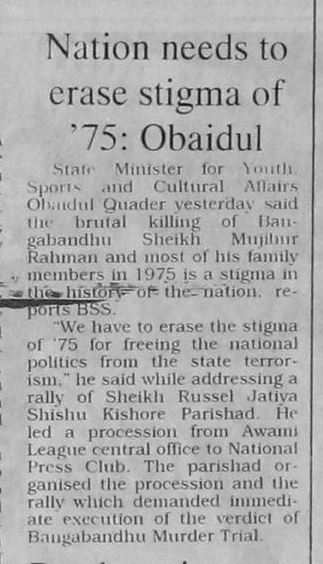 Nation needs to
erase stigma of
'75: Obaidul
State Minister for Youth,
Sports and Cultural Affairs
Obaidul Quader yesterday said
the brutal killing of Ban-
gabandhu Sheikh Mujibur
Rahman and most of his family
members in 1975 is a stigma in
the history of the nation, re-
ports BSS.
"We have to erase the stigma
of '75 for freeing the national
politics from the state terror-
ism," he said while addressing a
rally of Sheikh Russel Jatiya
Shishu Kishore Parishad. He
led a procession from Awami
League central office to National
Press Club. The parishad or-
ganised the procession and the
rally which demanded immedi-
ate execution of the verdict of
Bangabandhu Murder Trial.